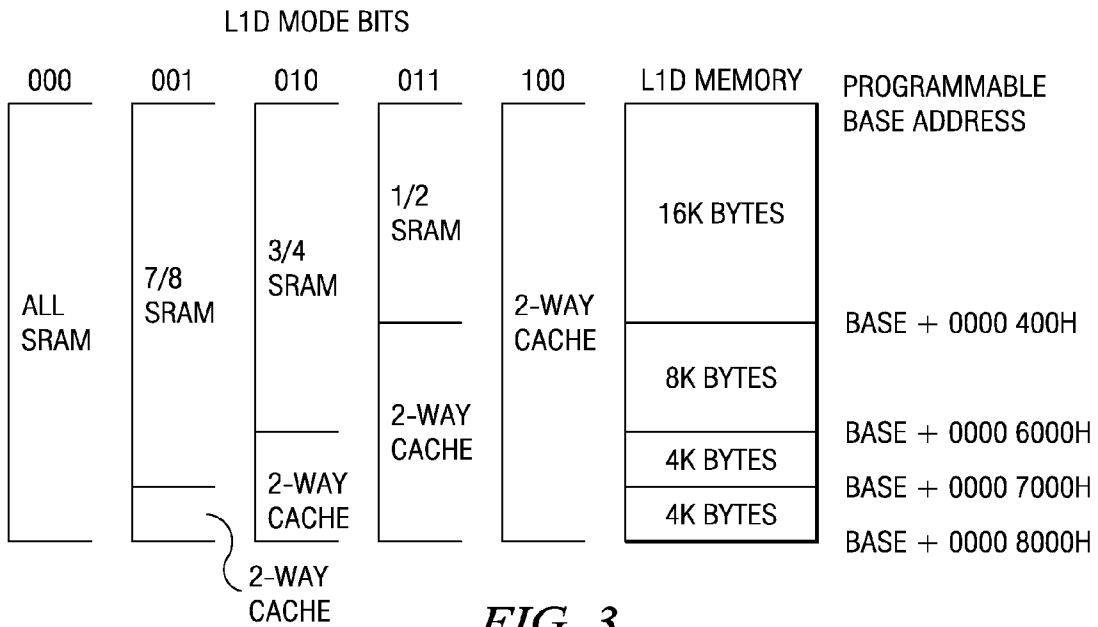 L1D MODE BITS
000 001 010 011 100 L1D MEMORY PROGRAMMABLE
BASE ADDRESS
ALL
SRAM
7/8
SRAM
3/4
SRAM
2-WAY
CACHE
1/2
SRAM
2-WAY
CACHE
2-WAY
CACHE
16K BYTES
8K BYTES
4K BYTES
4K BYTES
BASE + 0000 400H
BASE + 0000 6000H
BASE + 0000 7000H
BASE + 0000 8000H
2-WAY
CACHE
FIG. 3